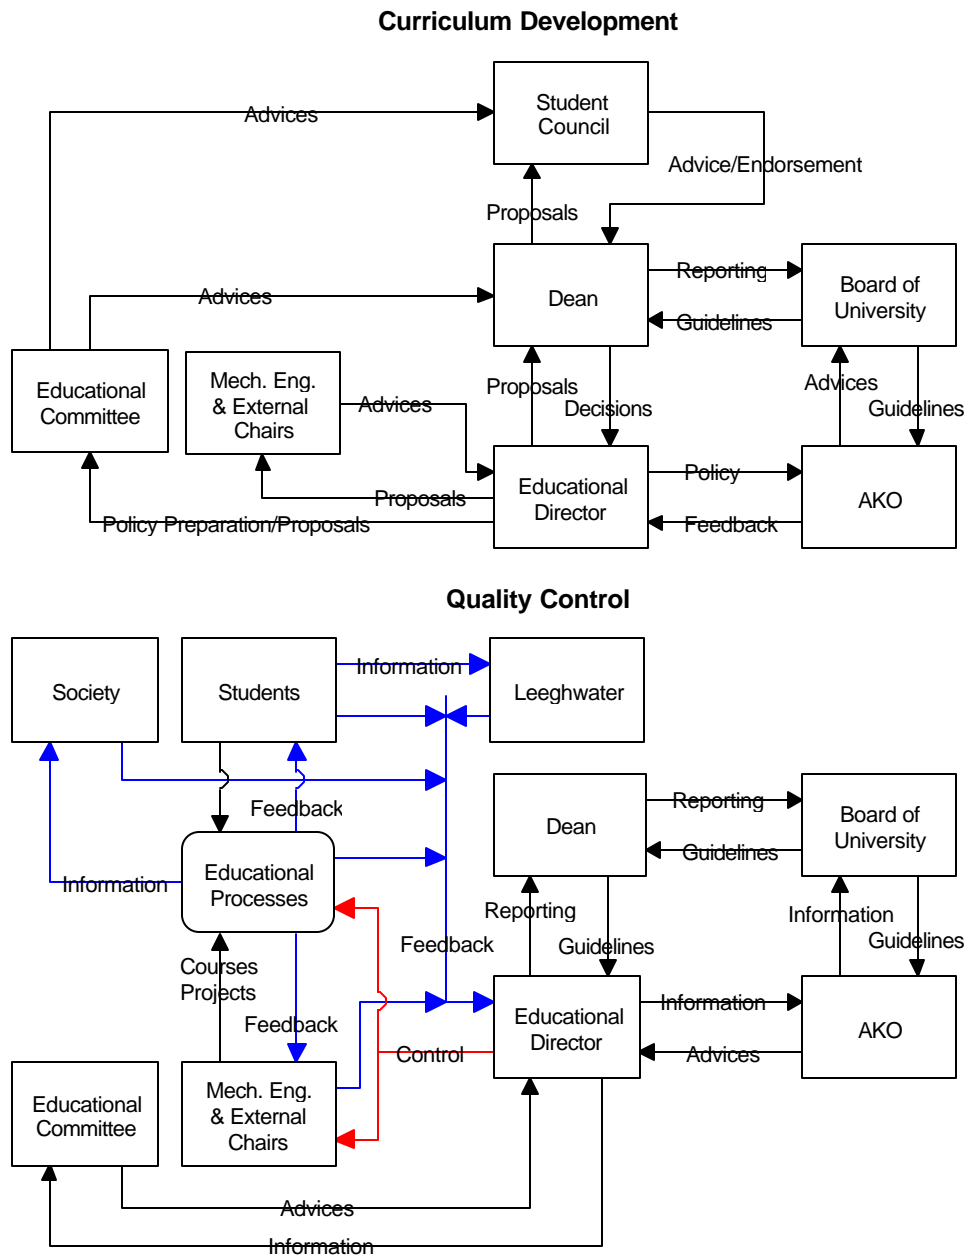 Curriculum Development
Student
Council
Advices
Advice/Endorsement
Proposals
Dean
Reporting
Board of
University
Guidelines
Advices
Educational
Committee
Mech. Eng.
& External
Chairs
Advices
Proposals
Decisions
Advices
Guidelines
Educational
Director
Policy
AKO
Proposals
Policy Preparation/Proposals
Feedback
Quality Control
Society
Students
Information
Leeghwater
Feedback
Dean
Reporting
Board of
University
Guidelines
Educational
Processes
Information
Reporting
Guidelines
Information
Guidelines
Feedback
Courses
Projects
Feedback
Educational
Director
Information
AKO
Control
Advices
Educational
Committee
Mech. Eng.
& External
Chairs
Advices
Information